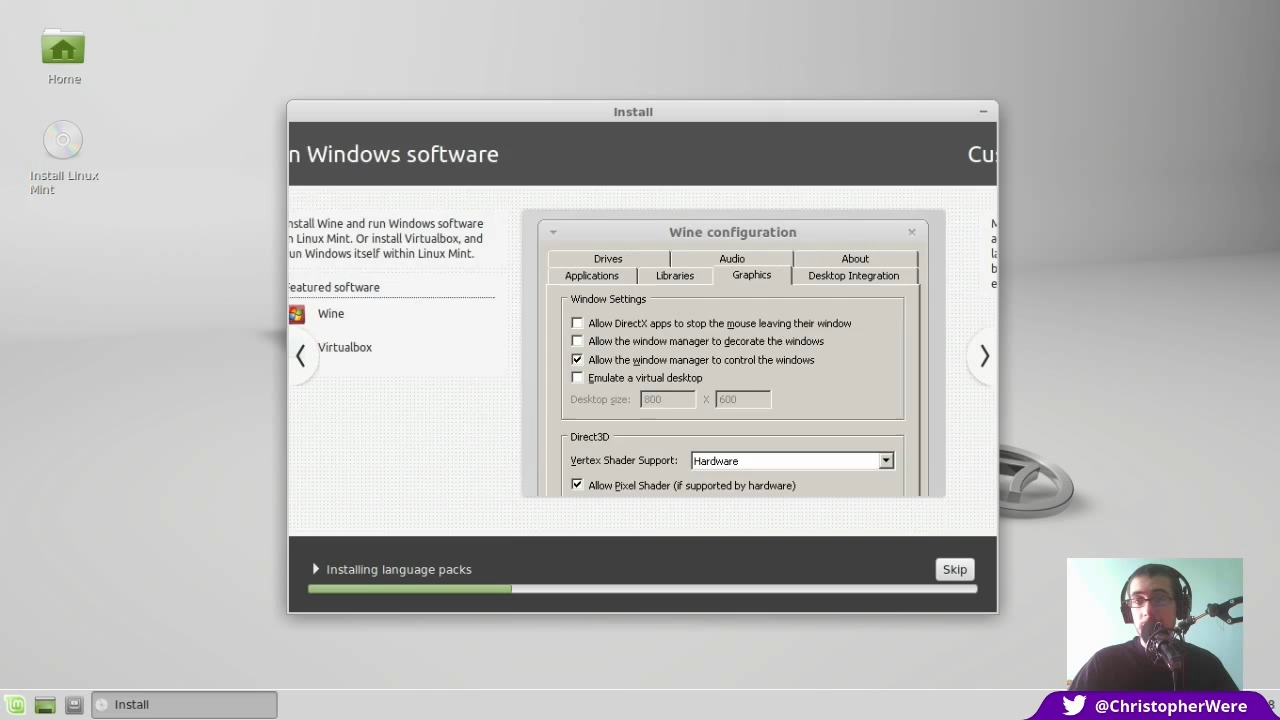 Home
Install Linux
Mint
Install
n Windows software
Cus
nstall Wine and run Windows software
n Linux Mint. Or install Virtualbox, and
un Windows itself within Linux Mint.
Featured software
Wine
Virtualbox
Wine configuration
Drives
Audio
About
Applications
Libraries
Graphics
Desktop Integration
Window Settings
Allow DirectX apps to stop the mouse leaving their window
Allow the window manager to decorate the windows
Allow the window manager to control the windows
Emulate a virtual desktop
Desktop size: 800 X 600
Direct3D
Vertex Shader Support: Hardware
Allow Pixel Shader (if supported by hardware)
Installing language packs
Skip
Install
@ChristopherWere